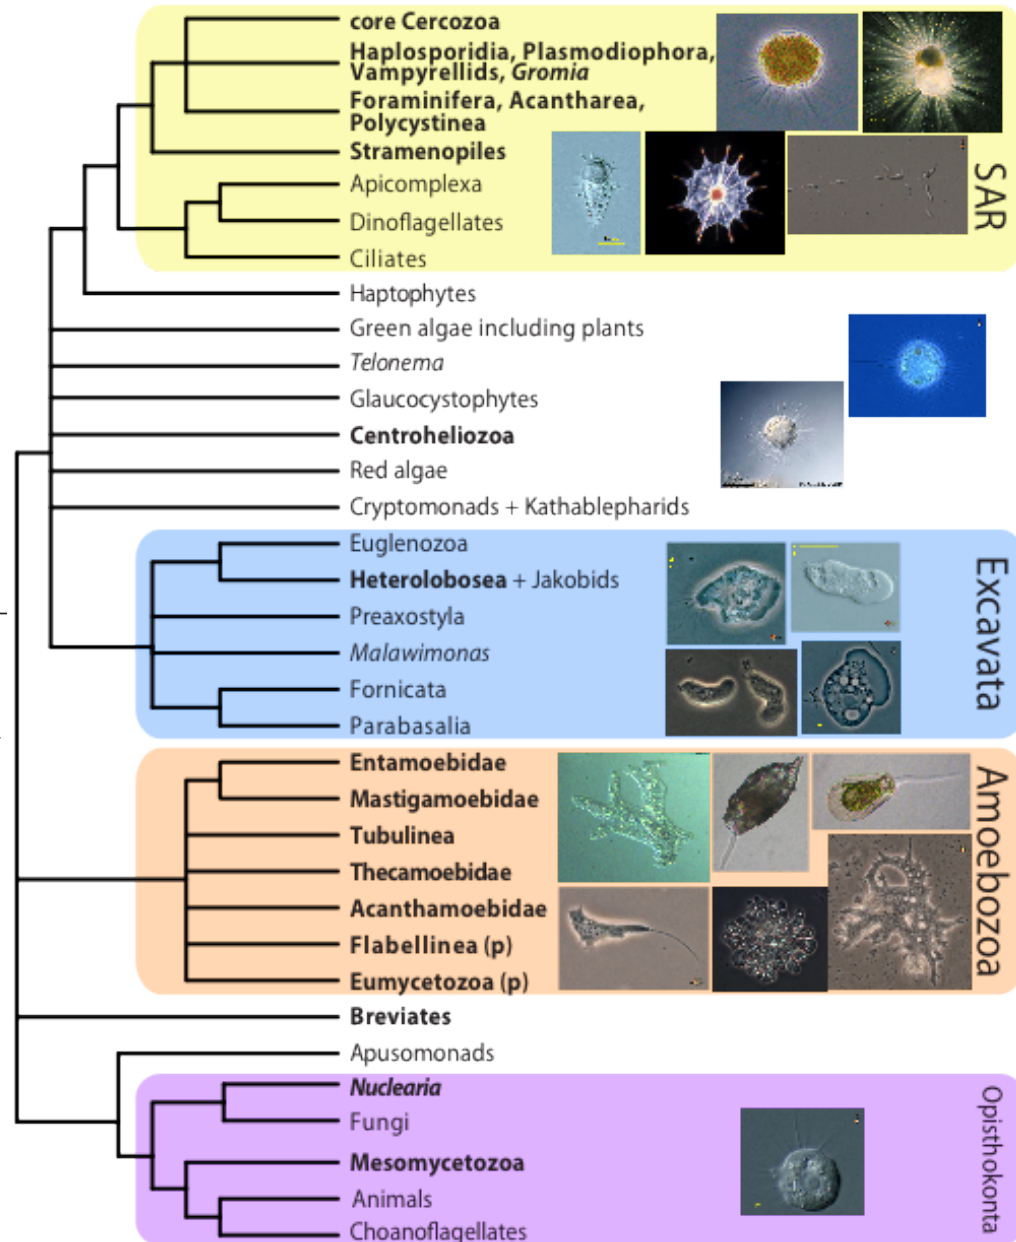 core Cercozoa
Haplosporidia, Plasmodiophora,
Vampyrellids, Gromia
Foraminifera, Acantharea,
Polycystinea
Stramenopiles
Apicomplexa
Dinoflagellates
Ciliates
SAR
Haptophytes
Green algae including plants
Telonema
Glaucocystophytes
Centroheliozoa
Red algae
Cryptomonads + Kathablepharids
Euglenozoa
Heterolobosea + Jakobids
Preaxostyla
Malawimonas
Fornicata
Parabasalia
Excavata
Entamoebidae
Mastigamoebidae
Tubulinea
Thecamoebidae
Acanthamoebidae
Flabellinea (p)
Eumycetozoa (p)
Amoebozoa
Breviates
Apusomonads
Nuclearia
Fungi
Mesomycetozoa
Animals
Choanoflagellates
Opisthokonta